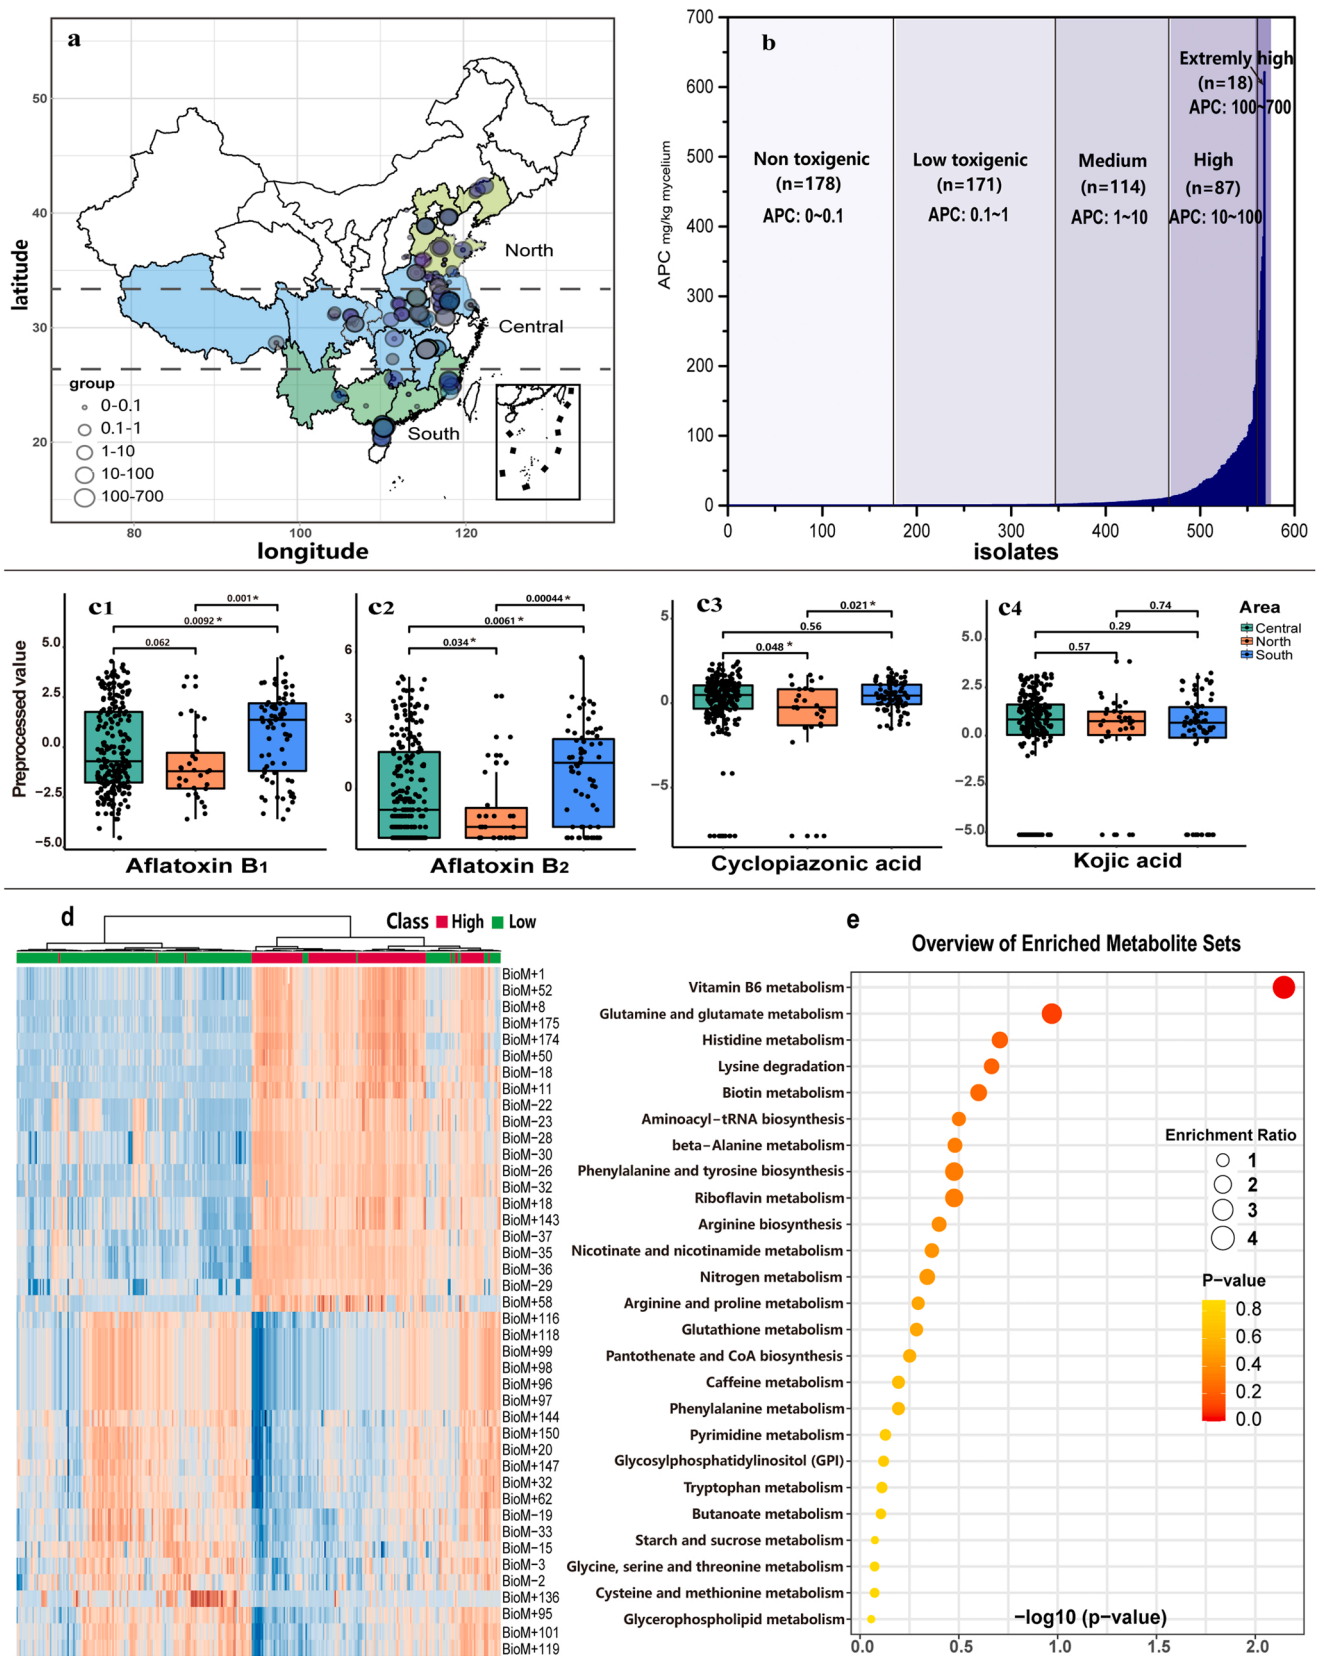 a
50
40
30
20
latitude
North
Central
South
group
0-0.1
0.1-1
1-10
10-100
100-700
80
100
120
longitude
b
700
600
500
400
300
200
100
0
APC mg/kg mycelium
Non toxigenic
(n=178)
APC: 0~0.1
Low toxigenic
(n=171)
APC: 0.1~1
Medium
(n=114)
APC: 1~10
High
(n=87)
APC: 10~100
Extremly high
(n=18)
APC: 100~700
0
100
200
300
400
500
600
isolates
c1
Preprocessed value
5.0
2.5
0.0
−2.5
−5.0
0.001 *
0.0092 *
0.062
Aflatoxin B1
c2
6
3
0
0.00044 *
0.0061 *
0.034 *
Aflatoxin B2
c3
5
0
−5
0.021 *
0.56
0.048 *
Cyclopiazonic acid
c4
5.0
2.5
0.0
−2.5
−5.0
0.74
0.29
0.57
Kojic acid
Area
Central
North
South
d
Class High Low
BioM+1
BioM+52
BioM+8
BioM+175
BioM+174
BioM+50
BioM−18
BioM+11
BioM−22
BioM−23
BioM−28
BioM−30
BioM−26
BioM−32
BioM+18
BioM+143
BioM−37
BioM−35
BioM−36
BioM−29
BioM+58
BioM+116
BioM+118
BioM+99
BioM+98
BioM+96
BioM+97
BioM+144
BioM+150
BioM+20
BioM+147
BioM+32
BioM+62
BioM−19
BioM−33
BioM−15
BioM−3
BioM−2
BioM+136
BioM+95
BioM+101
BioM+119
e
Overview of Enriched Metabolite Sets
Vitamin B6 metabolism
Glutamine and glutamate metabolism
Histidine metabolism
Lysine degradation
Biotin metabolism
Aminoacyl−tRNA biosynthesis
beta−Alanine metabolism
Phenylalanine and tyrosine biosynthesis
Riboflavin metabolism
Arginine biosynthesis
Nicotinate and nicotinamide metabolism
Nitrogen metabolism
Arginine and proline metabolism
Glutathione metabolism
Pantothenate and CoA biosynthesis
Caffeine metabolism
Phenylalanine metabolism
Pyrimidine metabolism
Glycosylphosphatidylinositol (GPI)
Tryptophan metabolism
Butanoate metabolism
Starch and sucrose metabolism
Glycine, serine and threonine metabolism
Cysteine and methionine metabolism
Glycerophospholipid metabolism
Enrichment Ratio
1
2
3
4
P−value
0.8
0.6
0.4
0.2
0.0
−log10 (p−value)
0.0
0.5
1.0
1.5
2.0